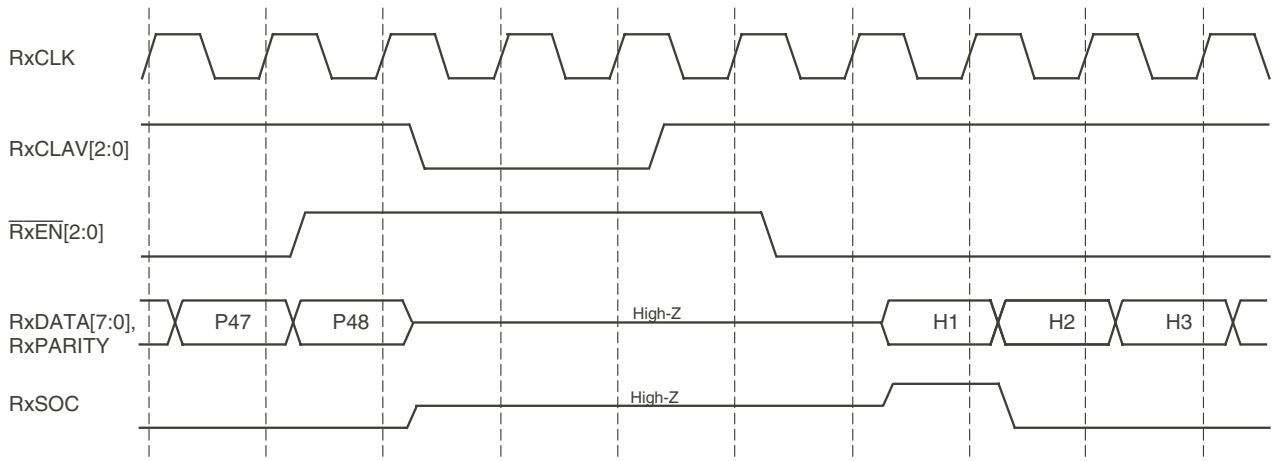 RxCLK
RxCLAV[2:0]
RxEN[2:0]
RxDATA[7:0],
RxPARITY
P47
P48
High-Z
H1
H2
H3
RxSOC
High-Z